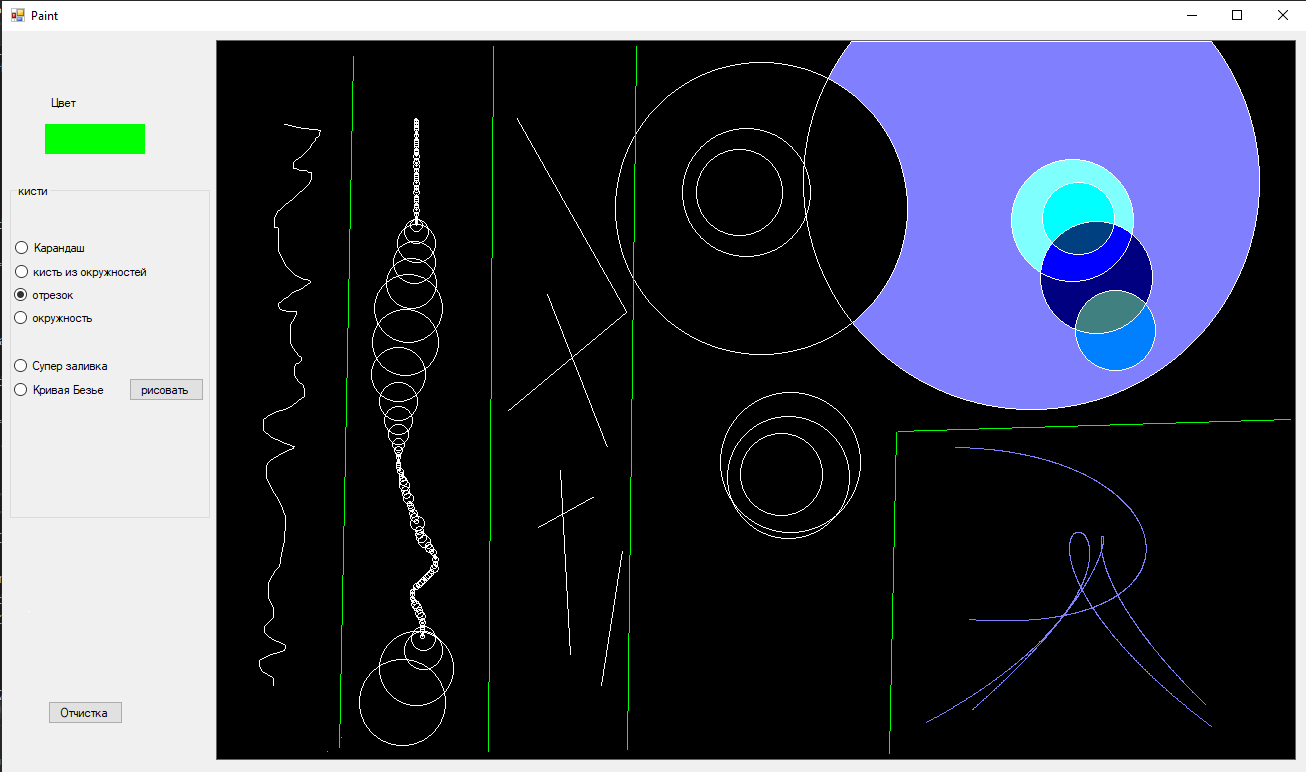 Paint
Цвет
кисти
Карандаш
кисть из окружностей
отрезок
окружность
Супер заливка
Кривая Безье
рисовать
Отчистка